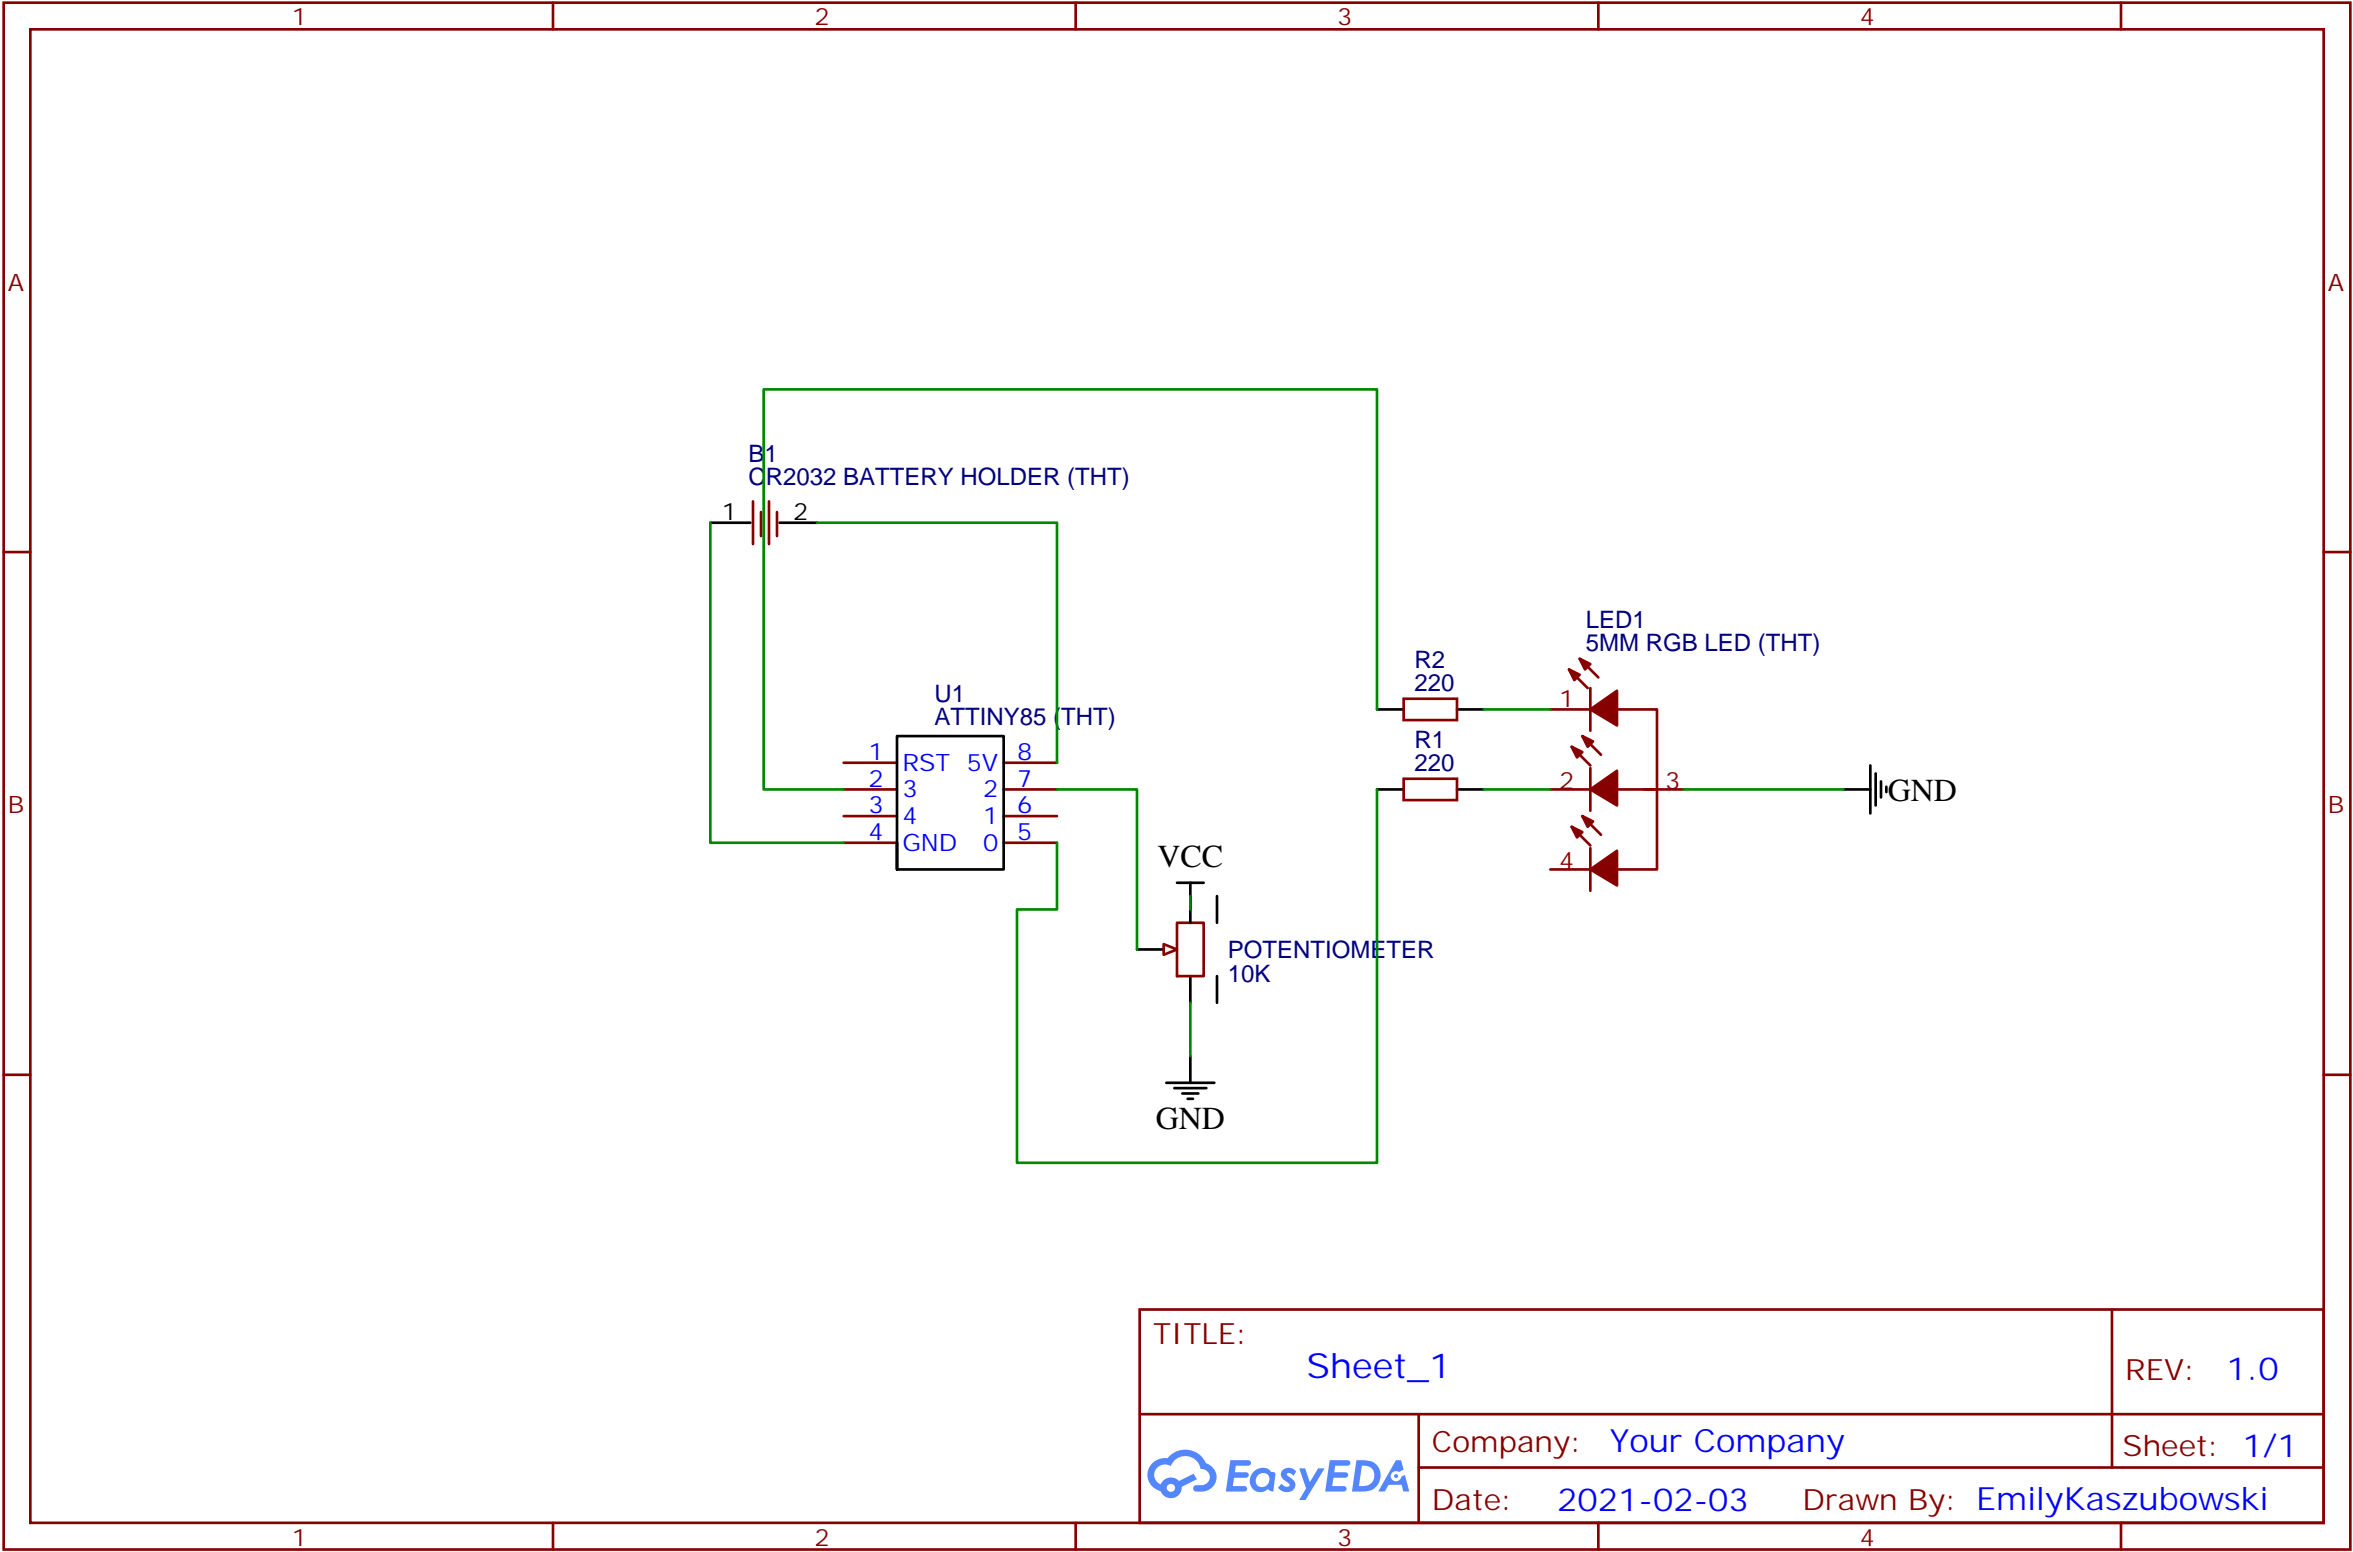 1 2 3 4
A A
B1
CR2032 BATTERY HOLDER (THT)
1 2
LED1
5MM RGB LED (THT)
R2
220
1
U1
ATTINY85 (THT)
R1
220
1 RST 5V 8
2 3 2 7
3 4 1 6
4 GND 0 5
2 3 GND
B B
4
VCC
POTENTIOMETER
10K
GND
TITLE:
Sheet_1
REV: 1.0
EasyEDA
Company: Your Company
Sheet: 1/1
Date: 2021-02-03 Drawn By: EmilyKaszubowski
1 2 3 4